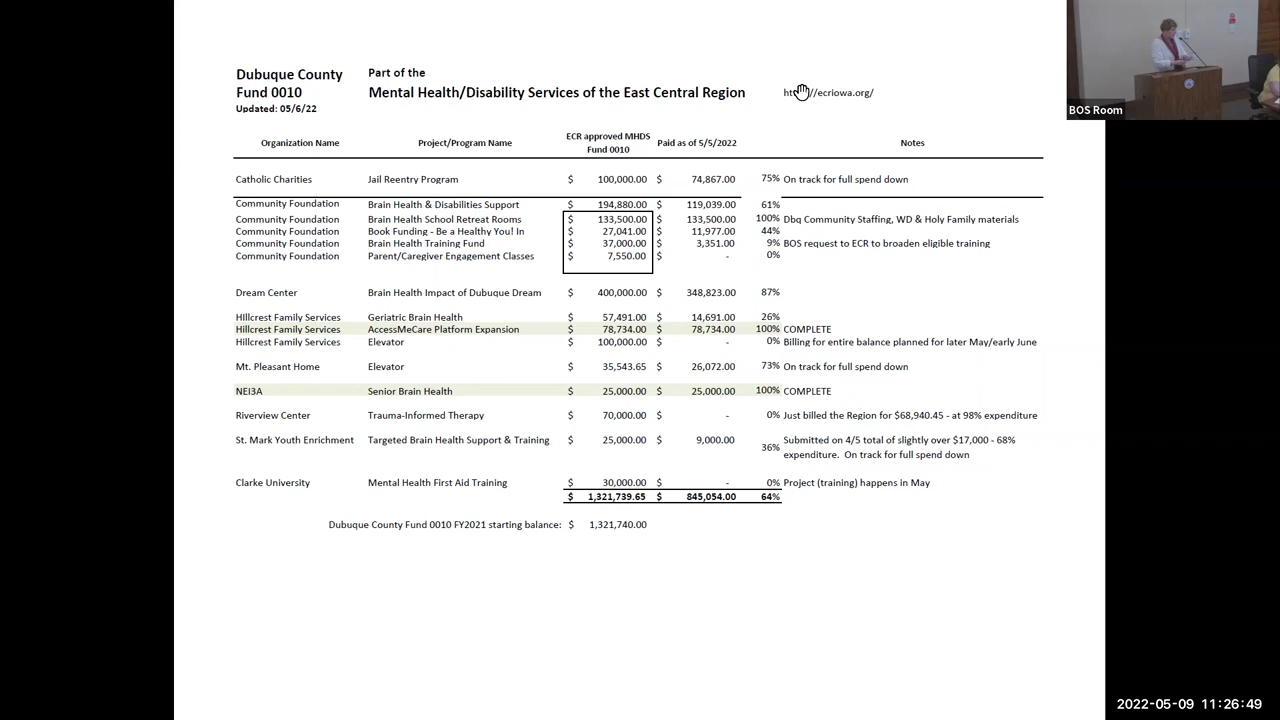 Dubuque County Part of the
Fund 0010 Mental Health/Disability Services of the East Central Region ht //ecriowa.org/
Updated: 05/6/22
Organization Name Project/Program Name ECR approved MHDS Fund 0010 Paid as of 5/5/2022 Notes
Catholic Charities Jail Reentry Program $ 100,000.00 $ 74,867.00 75% On track for full spend down
Community Foundation Brain Health & Disabilities Support $ 194,880.00 $ 119,039.00 61%
Community Foundation Brain Health School Retreat Rooms $ 133,500.00 $ 133,500.00 100% Dbq Community Staffing, WD & Holy Family materials
Community Foundation Book Funding - Be a Healthy You! In $ 27,041.00 $ 11,977.00 44%
Community Foundation Brain Health Training Fund $ 37,000.00 $ 3,351.00 9% BOS request to ECR to broaden eligible training
Community Foundation Parent/Caregiver Engagement Classes $ 7,550.00 $ - 0%
Dream Center Brain Health Impact of Dubuque Dream $ 400,000.00 $ 348,823.00 87%
HIllcrest Family Services Geriatric Brain Health $ 57,491.00 $ 14,691.00 26%
Hillcrest Family Services AccessMeCare Platform Expansion $ 78,734.00 $ 78,734.00 100% COMPLETE
Hillcrest Family Services Elevator $ 100,000.00 $ - 0% Billing for entire balance planned for later May/early June
Mt. Pleasant Home Elevator $ 35,543.65 $ 26,072.00 73% On track for full spend down
NEI3A Senior Brain Health $ 25,000.00 $ 25,000.00 100% COMPLETE
Riverview Center Trauma-Informed Therapy $ 70,000.00 $ - 0% Just billed the Region for $68,940.45 - at 98% expenditure
St. Mark Youth Enrichment Targeted Brain Health Support & Training $ 25,000.00 $ 9,000.00 36% Submitted on 4/5 total of slightly over $17,000 - 68%
expenditure. On track for full spend down
Clarke University Mental Health First Aid Training $ 30,000.00 $ - 0% Project (training) happens in May
$ 1,321,739.65 $ 845,054.00 64%
Dubuque County Fund 0010 FY2021 starting balance: $ 1,321,740.00
BOS Room
2022-05-09 11:26:49